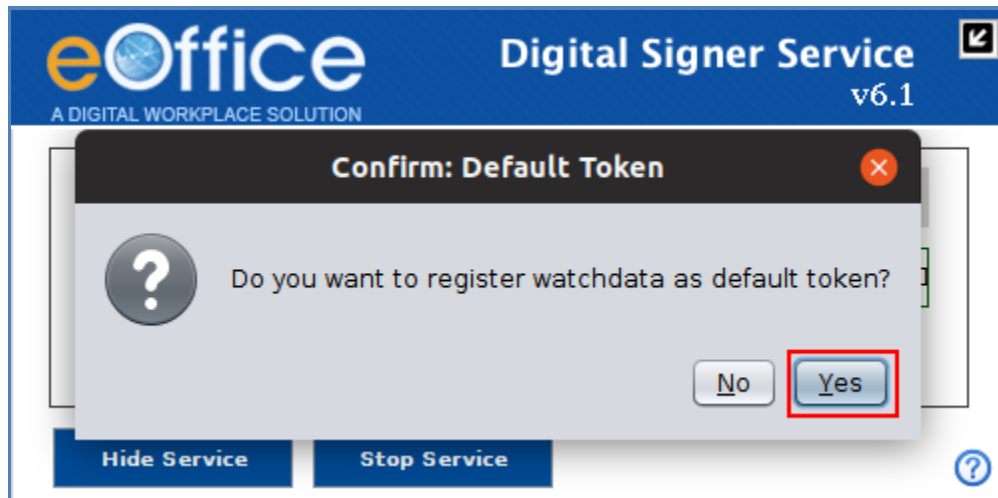 eOffice
A DIGITAL WORKPLACE SOLUTION
Digital Signer Service
v6.1
Confirm: Default Token
?
Do you want to register watchdata as default token?
No
Yes
Hide Service
Stop Service
?